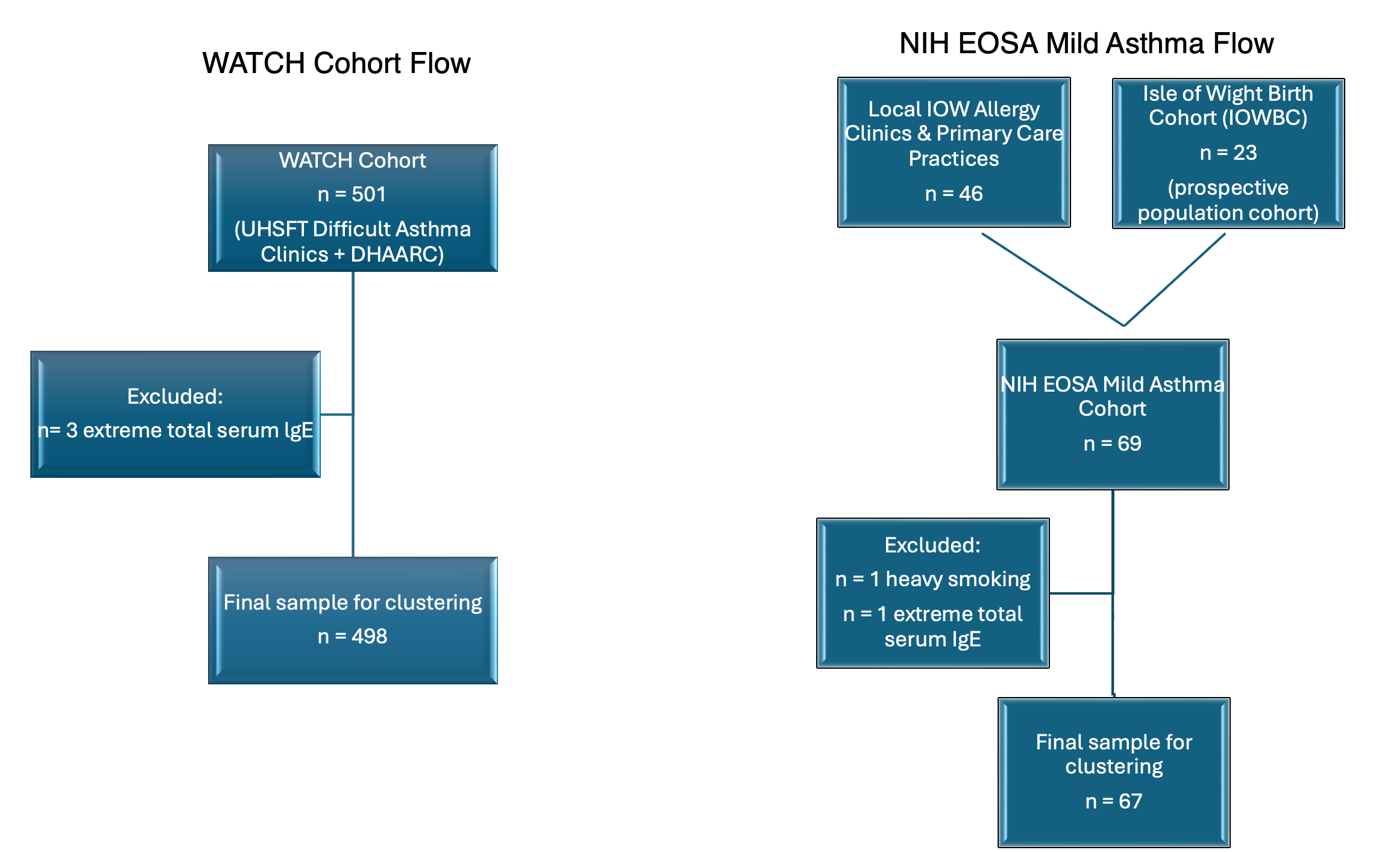 WATCH Cohort Flow
WATCH Cohort
n = 501
(UHSFT Difficult Asthma
Clinics + DHAARC)
Excluded:
n= 3 extreme total serum IgE
Final sample for clustering
n = 498
NIH EOSA Mild Asthma Flow
Local IOW Allergy
Clinics & Primary Care
Practices
n = 46
Isle of Wight Birth
Cohort (IOWBC)
n = 23
(prospective
population cohort)
NIH EOSA Mild Asthma
Cohort
n = 69
Excluded:
n = 1 heavy smoking
n = 1 extreme total
serum IgE
Final sample for
clustering
n = 67